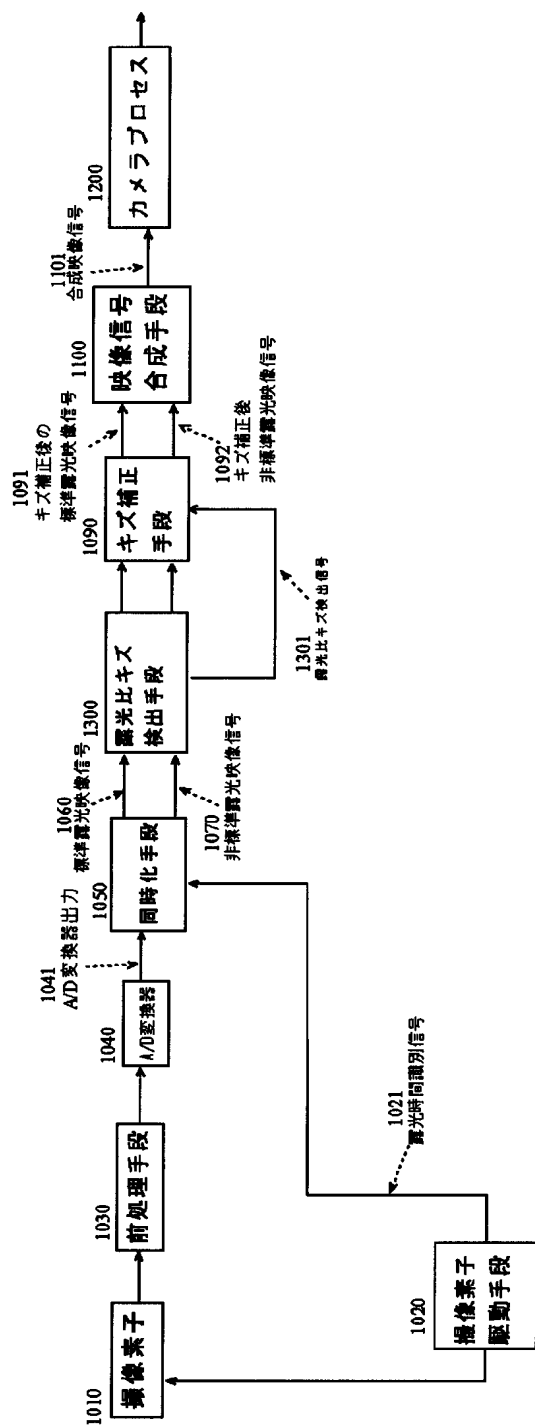 1010
撮像素子
1020
撮像素子
駆動手段
1021
露光時間識別信号
1030
前処理手段
1040
A/D変換器
1041
A/D変換器出力
1050
同時化手段
1060
標準露光映像信号
1070
非標準露光映像信号
1300
露光比キズ
検出手段
1301
露光比キズ検出信号
1090
キズ補正
手段
1091
キズ補正後の
標準露光映像信号
1092
キズ補正後
非標準露光映像信号
1100
映像信号
合成手段
1101
合成映像信号
1200
カメラプロセス